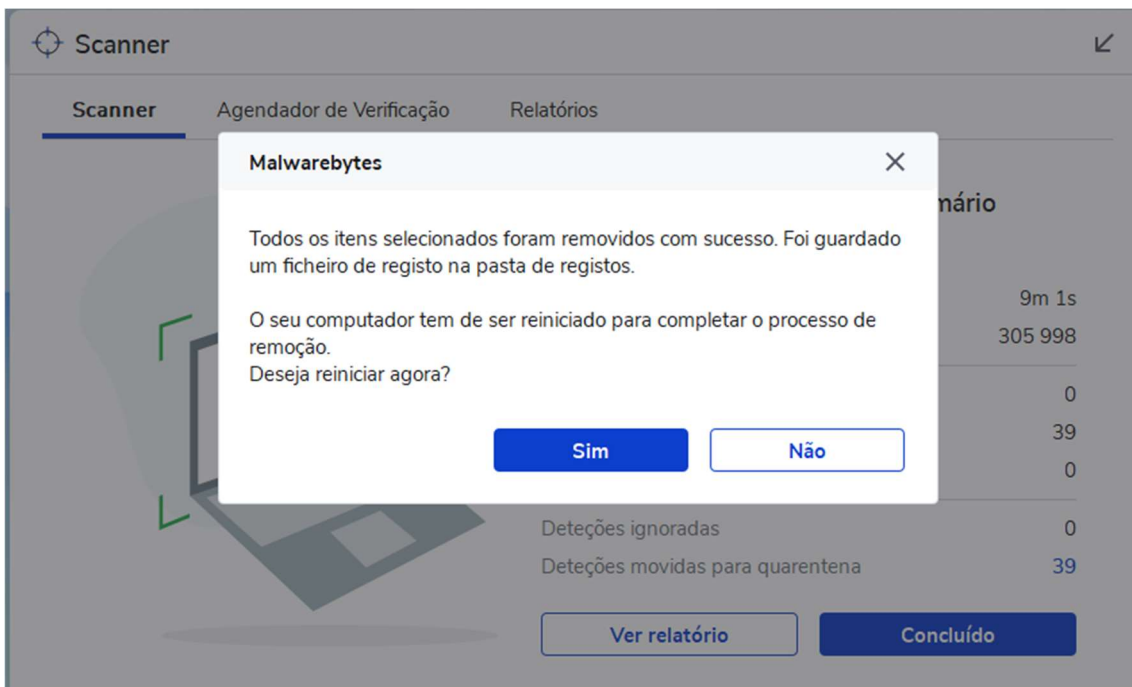 Scanner
Scanner Agendador de Verificação Relatórios
Malwarebytes
mário
Todos os itens selecionados foram removidos com sucesso. Foi guardado
um ficheiro de registo na pasta de registos.
9m 1s
O seu computador tem de ser reiniciado para completar o processo de
305 998
remoção.
Deseja reiniciar agora?
0
39
Sim Não
0
Deteções ignoradas 0
Deteções movidas para quarentena 39
Ver relatório Concluído